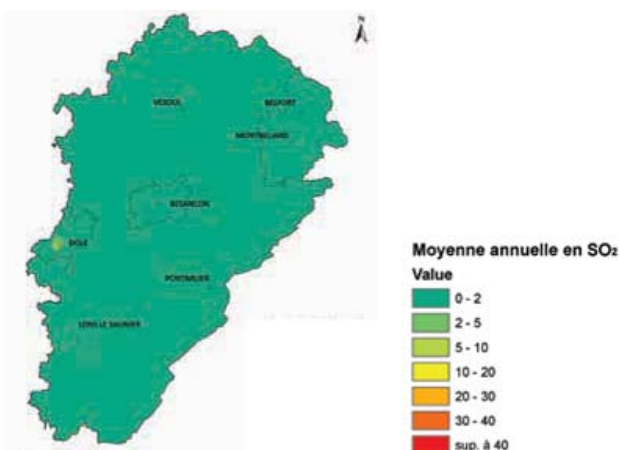 N
VESOUL
BELFORT
MONTBELIARD
BESANCON
DOLE
PONTARLIER
LONS LE SAUNIER
Moyenne annuelle en SO₂
Value
0 - 2
2 - 5
5 - 10
10 - 20
20 - 30
30 - 40
sup. à 40